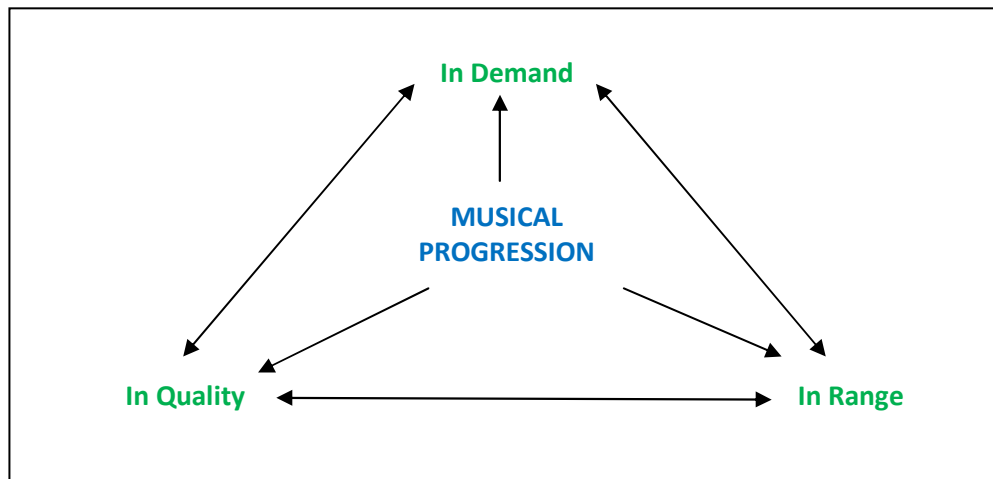 In Demand
MUSICAL
PROGRESSION
In Quality
In Range